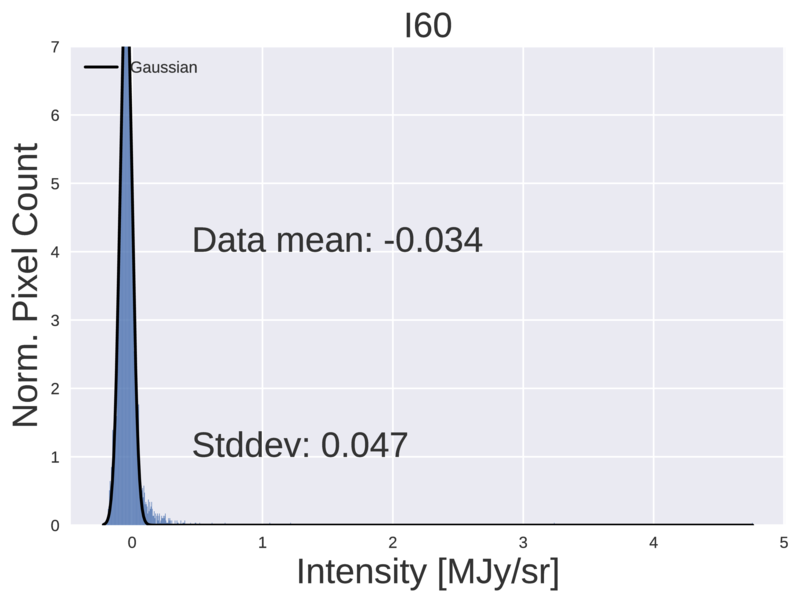 I60
7
Gaussian
6
5
Data mean: -0.034
4
3
2
Stddev: 0.047
1
0
0 1 2 3 4 5
Norm. Pixel Count
Intensity [MJy/sr]